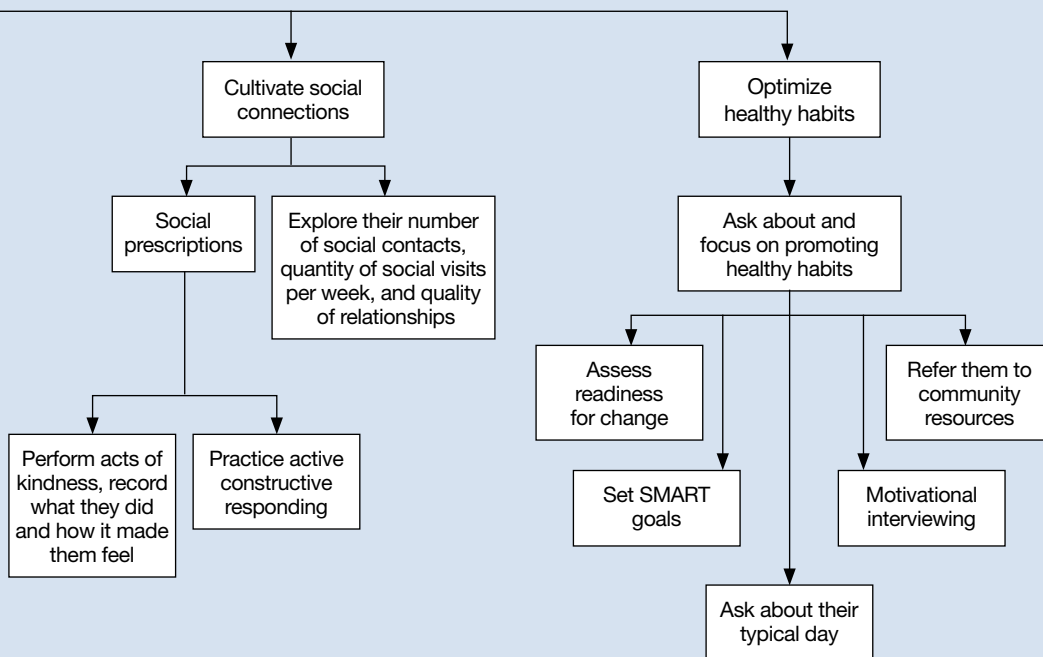 Cultivate social
connections
Optimize
healthy habits
Social
prescriptions
Explore their number
of social contacts,
quantity of social visits
per week, and quality
of relationships
Ask about and
focus on promoting
healthy habits
Assess
readiness
for change
Refer them to
community
resources
Perform acts of
kindness, record
what they did
and how it made
them feel
Practice active
constructive
responding
Set SMART
goals
Motivational
interviewing
Ask about their
typical day